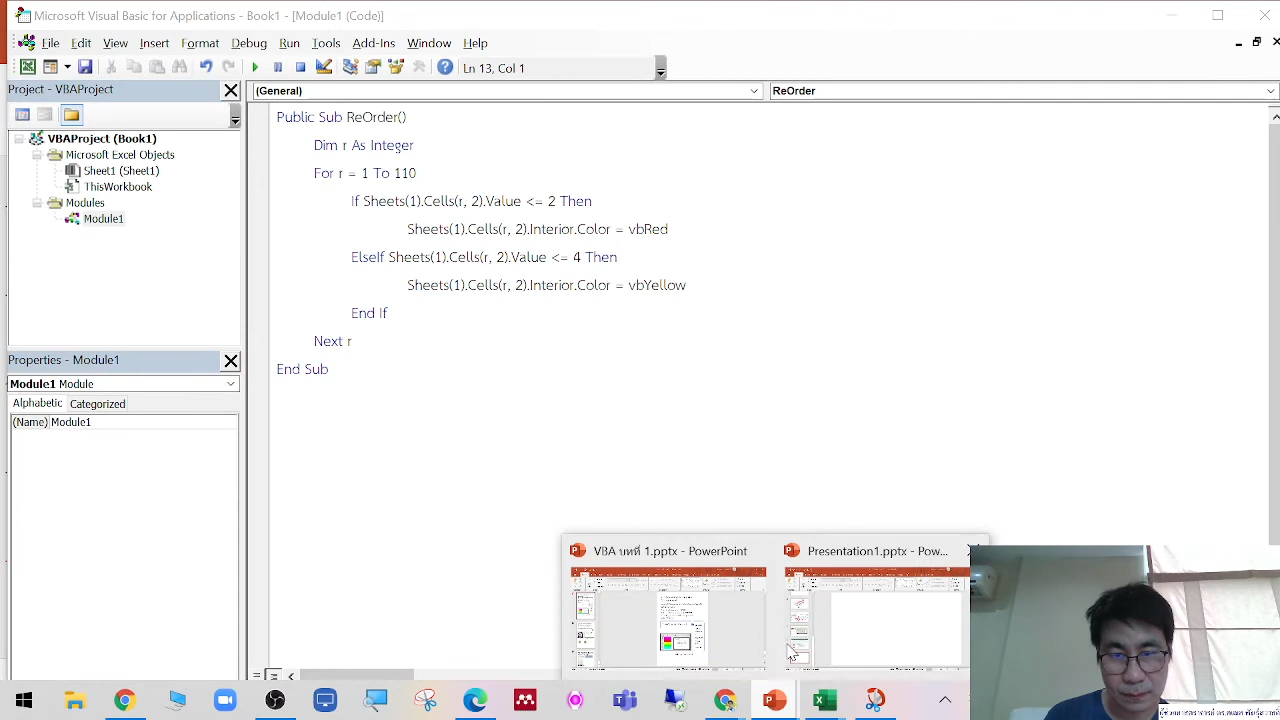 Microsoft Visual Basic for Applications - Book1 - [Module1 (Code)]
File Edit View Insert Format Debug Run Tools Add-Ins Window Help
Ln 13, Col 1
Project - VBAProject
(General)
ReOrder
VBAProject (Book1)
Microsoft Excel Objects
Sheet1 (Sheet1)
ThisWorkbook
Modules
Module1
Public Sub ReOrder()
Dim r As Integer
For r = 1 To 110
If Sheets(1).Cells(r, 2).Value <= 2 Then
Sheets(1).Cells(r, 2).Interior.Color = vbRed
ElseIf Sheets(1).Cells(r, 2).Value <= 4 Then
Sheets(1).Cells(r, 2).Interior.Color = vbYellow
End If
Next r
End Sub
Properties - Module1
Module1 Module
Alphabetic Categorized
(Name) Module1
VBA บทที่ 1.pptx - PowerPoint
Presentation1.pptx - Pow...